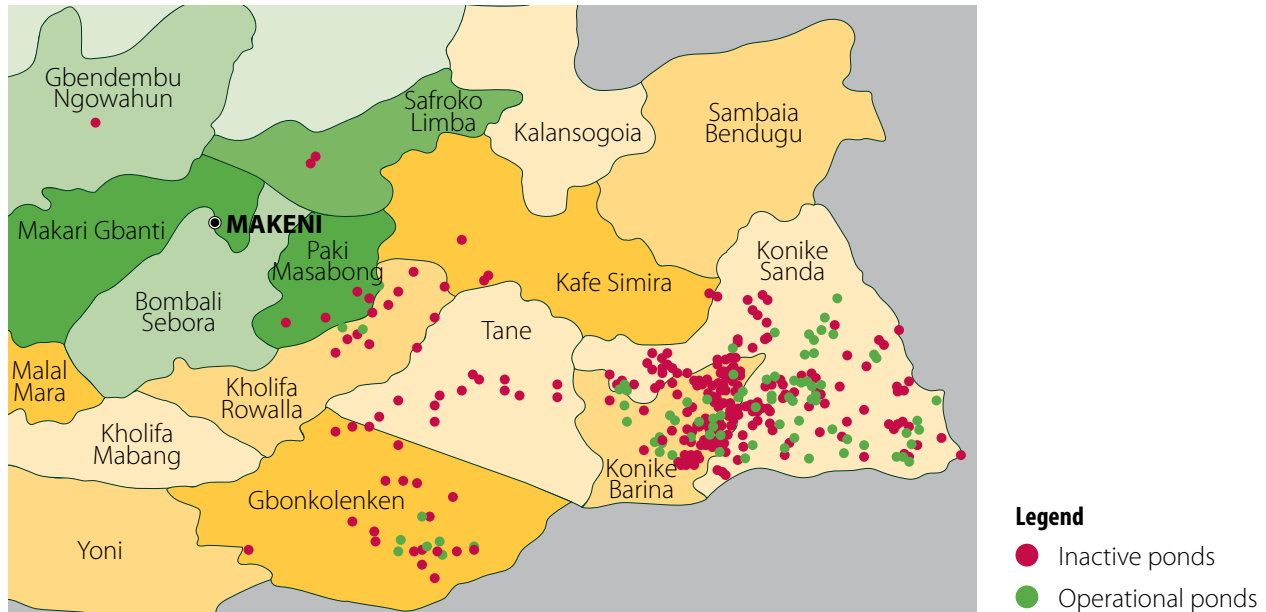 Gbendembu
Ngowahun
Safroko
Limba
Kalansogoia
Sambaia
Bendugu
Makari Gbanti
MAKENI
Paki
Masabong
Konike
Sanda
Bombali
Sebora
Kafe Simira
Tane
Malal
Mara
Kholifa
Rowalla
Kholifa
Mabang
Konike
Barina
Gbonkolenken
Yoni
Legend
Inactive ponds
Operational ponds